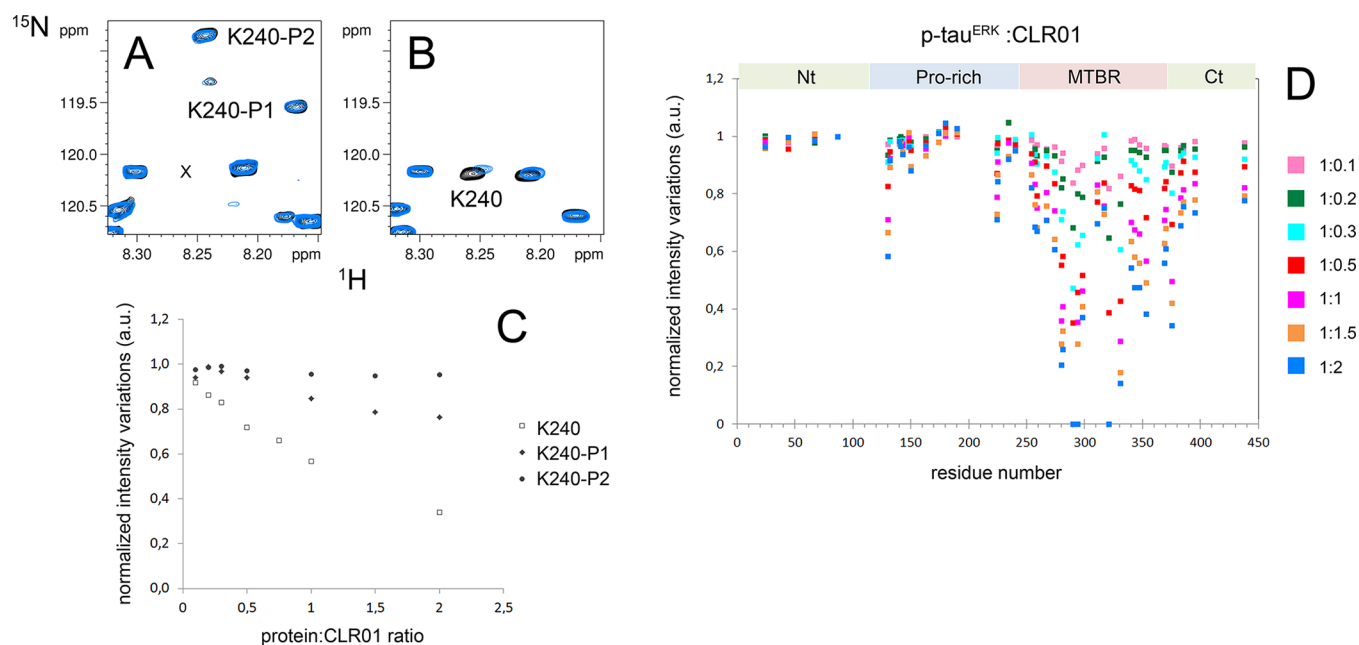 15N
ppm
119.5
120.0
120.5
A
K240-P2
K240-P1
X
8.30
8.20
ppm
ppm
119.5
120.0
120.5
B
K240
8.30
8.20
ppm
1H
C
normalized intensity variations (a.u.)
1,2
1,0
0,8
0,6
0,4
0,2
0,0
0
0,5
1
1,5
2
2,5
protein:CLR01 ratio
K240
K240-P1
K240-P2
p-tauERK :CLR01
D
Nt
Pro-rich
MTBR
Ct
normalized intensity variations (a.u.)
1,2
1
0,8
0,6
0,4
0,2
0
0
50
100
150
200
250
300
350
400
450
residue number
1:0.1
1:0.2
1:0.3
1:0.5
1:1
1:1.5
1:2